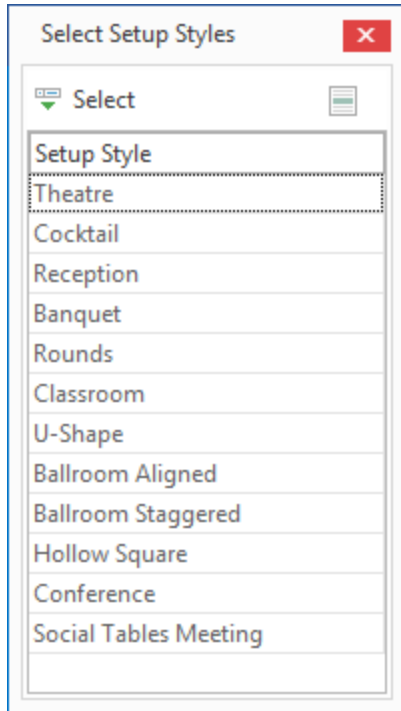 Select Setup Styles
Select
Setup Style
Theatre
Cocktail
Reception
Banquet
Rounds
Classroom
U-Shape
Ballroom Aligned
Ballroom Staggered
Hollow Square
Conference
Social Tables Meeting